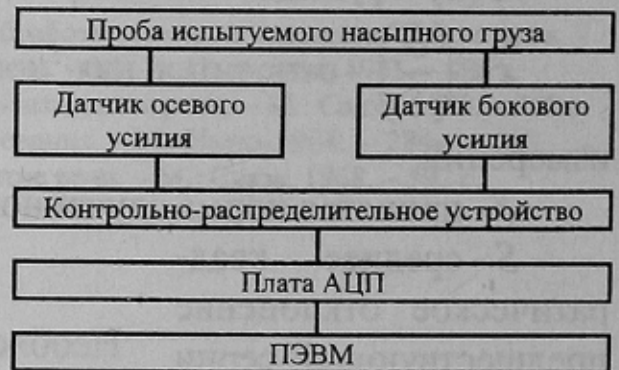 Проба испытуемого насыпного груза
Датчик осевого
усилия
Датчик бокового
усилия
Контрольно-распределительное устройство
Плата АЦП
ПЭВМ